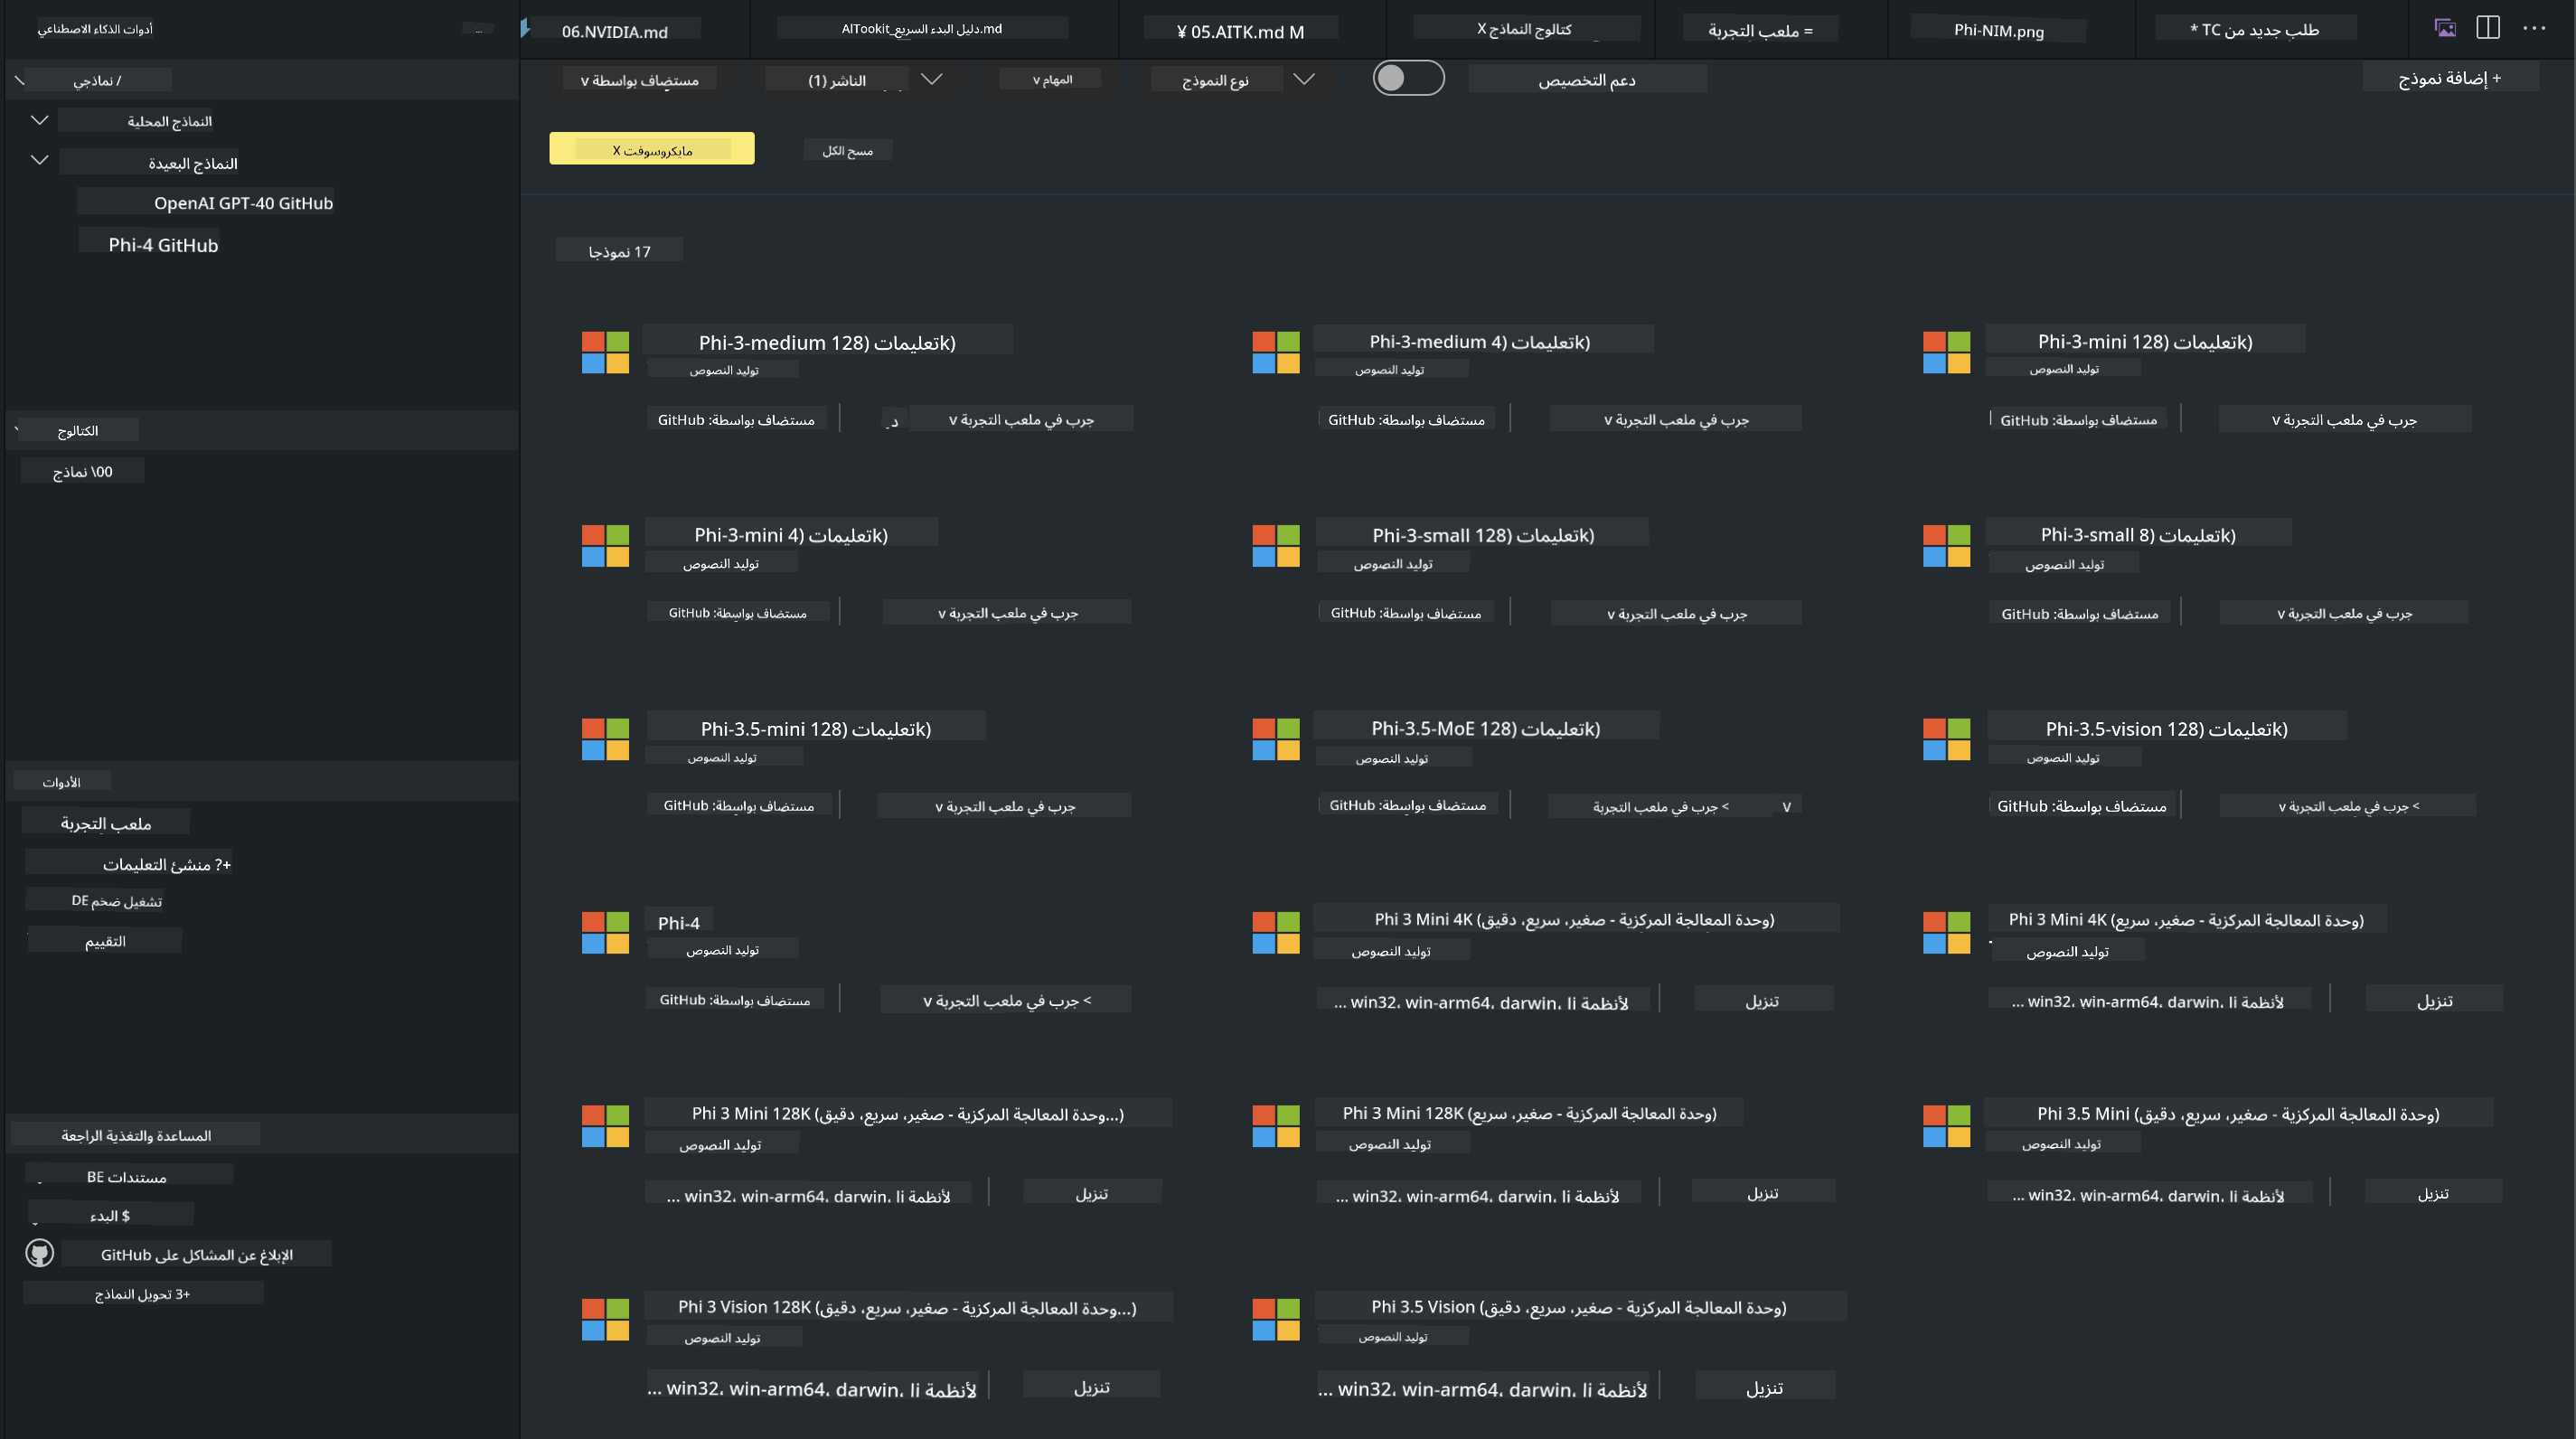 أدوات الذكاء الاصطناعي
06.NVIDIA.md
AITookit_دليل البدء السريع.md
¥ 05.AITK.md M
كتالوج النماذج X
= ملعب التجربة
Phi-NIM.png
طلب جديد من TC *
...
/ نماذجي
النماذج المحلية
النماذج البعيدة
OpenAI GPT-40 GitHub
Phi-4 GitHub
الكتالوج
00\ نماذج
الأدوات
ملعب التجربة
+? منشئ التعليمات
تشغيل ضخم DE
التقييم
المساعدة والتغذية الراجعة
مستندات BE
$ البدء
الإبلاغ عن المشاكل على GitHub
+3 تحويل النماذج
مستضاف بواسطة v
الناشر (1)
المهام v
نوع النموذج
دعم التخصيص
+ إضافة نموذج
مايكروسوفت X
مسح الكل
17 نموذجا
Phi-3-medium تعليمات (128k)
توليد النصوص
مستضاف بواسطة: GitHub
جرب في ملعب التجربة v
Phi-3-medium تعليمات (4k)
توليد النصوص
مستضاف بواسطة: GitHub
جرب في ملعب التجربة v
Phi-3-mini تعليمات (128k)
توليد النصوص
مستضاف بواسطة: GitHub
جرب في ملعب التجربة v
Phi-3-mini تعليمات (4k)
توليد النصوص
مستضاف بواسطة: GitHub
جرب في ملعب التجربة v
Phi-3-small تعليمات (128k)
توليد النصوص
مستضاف بواسطة: GitHub
جرب في ملعب التجربة v
Phi-3-small تعليمات (8k)
توليد النصوص
مستضاف بواسطة: GitHub
جرب في ملعب التجربة v
Phi-3.5-mini تعليمات (128k)
توليد النصوص
مستضاف بواسطة: GitHub
جرب في ملعب التجربة v
Phi-3.5-MoE تعليمات (128k)
توليد النصوص
مستضاف بواسطة: GitHub
> جرب في ملعب التجربة v
Phi-3.5-vision تعليمات (128k)
توليد النصوص
مستضاف بواسطة: GitHub
> جرب في ملعب التجربة v
Phi-4
توليد النصوص
مستضاف بواسطة: GitHub
> جرب في ملعب التجربة v
Phi 3 Mini 4K (وحدة المعالجة المركزية - صغير، سريع، دقيق)
توليد النصوص
لأنظمة win32، win-arm64، darwin، li ...
تنزيل
Phi 3 Mini 4K (وحدة المعالجة المركزية - صغير، سريع)
توليد النصوص
لأنظمة win32، win-arm64، darwin، li ...
تنزيل
Phi 3 Mini 128K (وحدة المعالجة المركزية - صغير، سريع، دقيق...)
توليد النصوص
لأنظمة win32، win-arm64، darwin، li ...
تنزيل
Phi 3 Mini 128K (وحدة المعالجة المركزية - صغير، سريع)
توليد النصوص
لأنظمة win32، win-arm64، darwin، li ...
تنزيل
Phi 3.5 Mini (وحدة المعالجة المركزية - صغير، سريع، دقيق)
توليد النصوص
لأنظمة win32، win-arm64، darwin، li ...
تنزيل
Phi 3 Vision 128K (وحدة المعالجة المركزية - صغير، سريع، دقيق...)
توليد النصوص
لأنظمة win32، win-arm64، darwin، li ...
تنزيل
Phi 3.5 Vision (وحدة المعالجة المركزية - صغير، سريع، دقيق)
توليد النصوص
لأنظمة win32، win-arm64، darwin، li ...
تنزيل